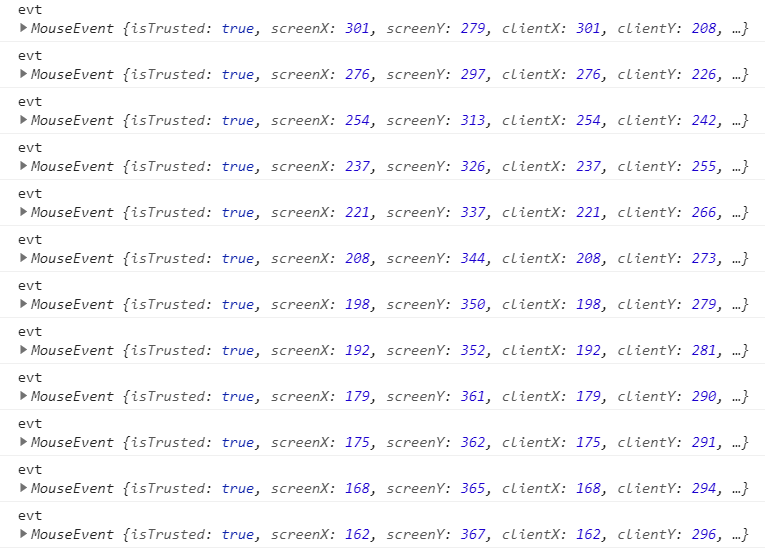 evt
MouseEvent {isTrusted: true, screenX: 301, screenY: 279, clientX: 301, clientY: 208, …}
evt
MouseEvent {isTrusted: true, screenX: 276, screenY: 297, clientX: 276, clientY: 226, …}
evt
MouseEvent {isTrusted: true, screenX: 254, screenY: 313, clientX: 254, clientY: 242, …}
evt
MouseEvent {isTrusted: true, screenX: 237, screenY: 326, clientX: 237, clientY: 255, …}
evt
MouseEvent {isTrusted: true, screenX: 221, screenY: 337, clientX: 221, clientY: 266, …}
evt
MouseEvent {isTrusted: true, screenX: 208, screenY: 344, clientX: 208, clientY: 273, …}
evt
MouseEvent {isTrusted: true, screenX: 198, screenY: 350, clientX: 198, clientY: 279, …}
evt
MouseEvent {isTrusted: true, screenX: 192, screenY: 352, clientX: 192, clientY: 281, …}
evt
MouseEvent {isTrusted: true, screenX: 179, screenY: 361, clientX: 179, clientY: 290, …}
evt
MouseEvent {isTrusted: true, screenX: 175, screenY: 362, clientX: 175, clientY: 291, …}
evt
MouseEvent {isTrusted: true, screenX: 168, screenY: 365, clientX: 168, clientY: 294, …}
evt
MouseEvent {isTrusted: true, screenX: 162, screenY: 367, clientX: 162, clientY: 296, …}